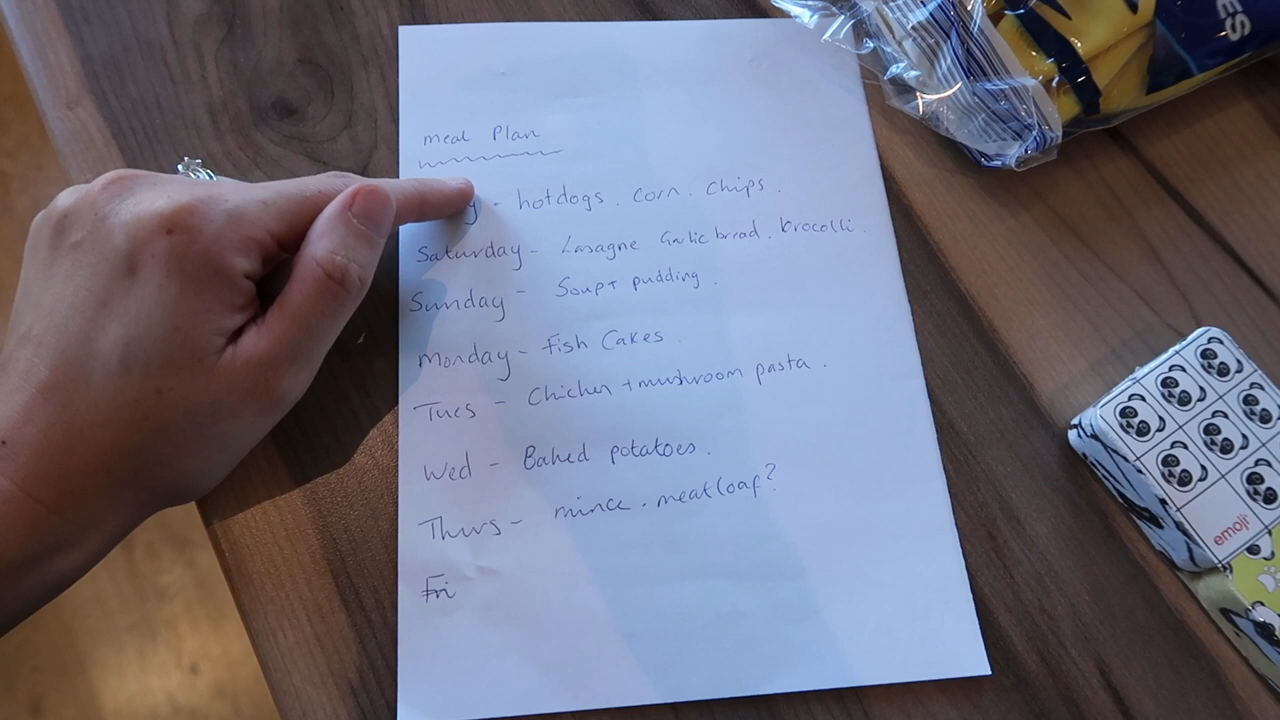 meal Plan
y - hotdogs. corn. chips.
Saturday - Lasagne Garlic bread. brocolli.
Sunday - Soup + pudding.
Monday - Fish Cakes.
Tues - Chicken + mushroom pasta.
Wed - Baked potatoes.
Thurs - mince. meatloaf?
Fri
emoji